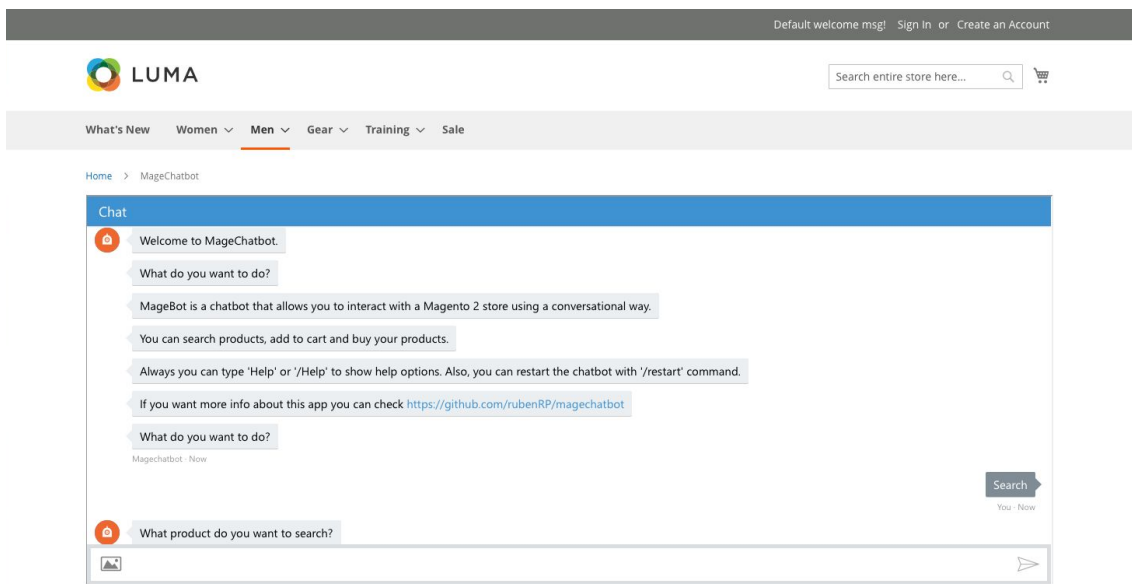 Default welcome msg! Sign In or Create an Account
LUMA
Search entire store here...
What's New Women Men Gear Training Sale
Home > MageChatbot
Chat
Welcome to MageChatbot.
What do you want to do?
MageBot is a chatbot that allows you to interact with a Magento 2 store using a conversational way.
You can search products, add to cart and buy your products.
Always you can type 'Help' or '/Help' to show help options. Also, you can restart the chatbot with '/restart' command.
If you want more info about this app you can check https://github.com/rubenRP/magechatbot
What do you want to do?
Magechatbot · Now
Search
You · Now
What product do you want to search?